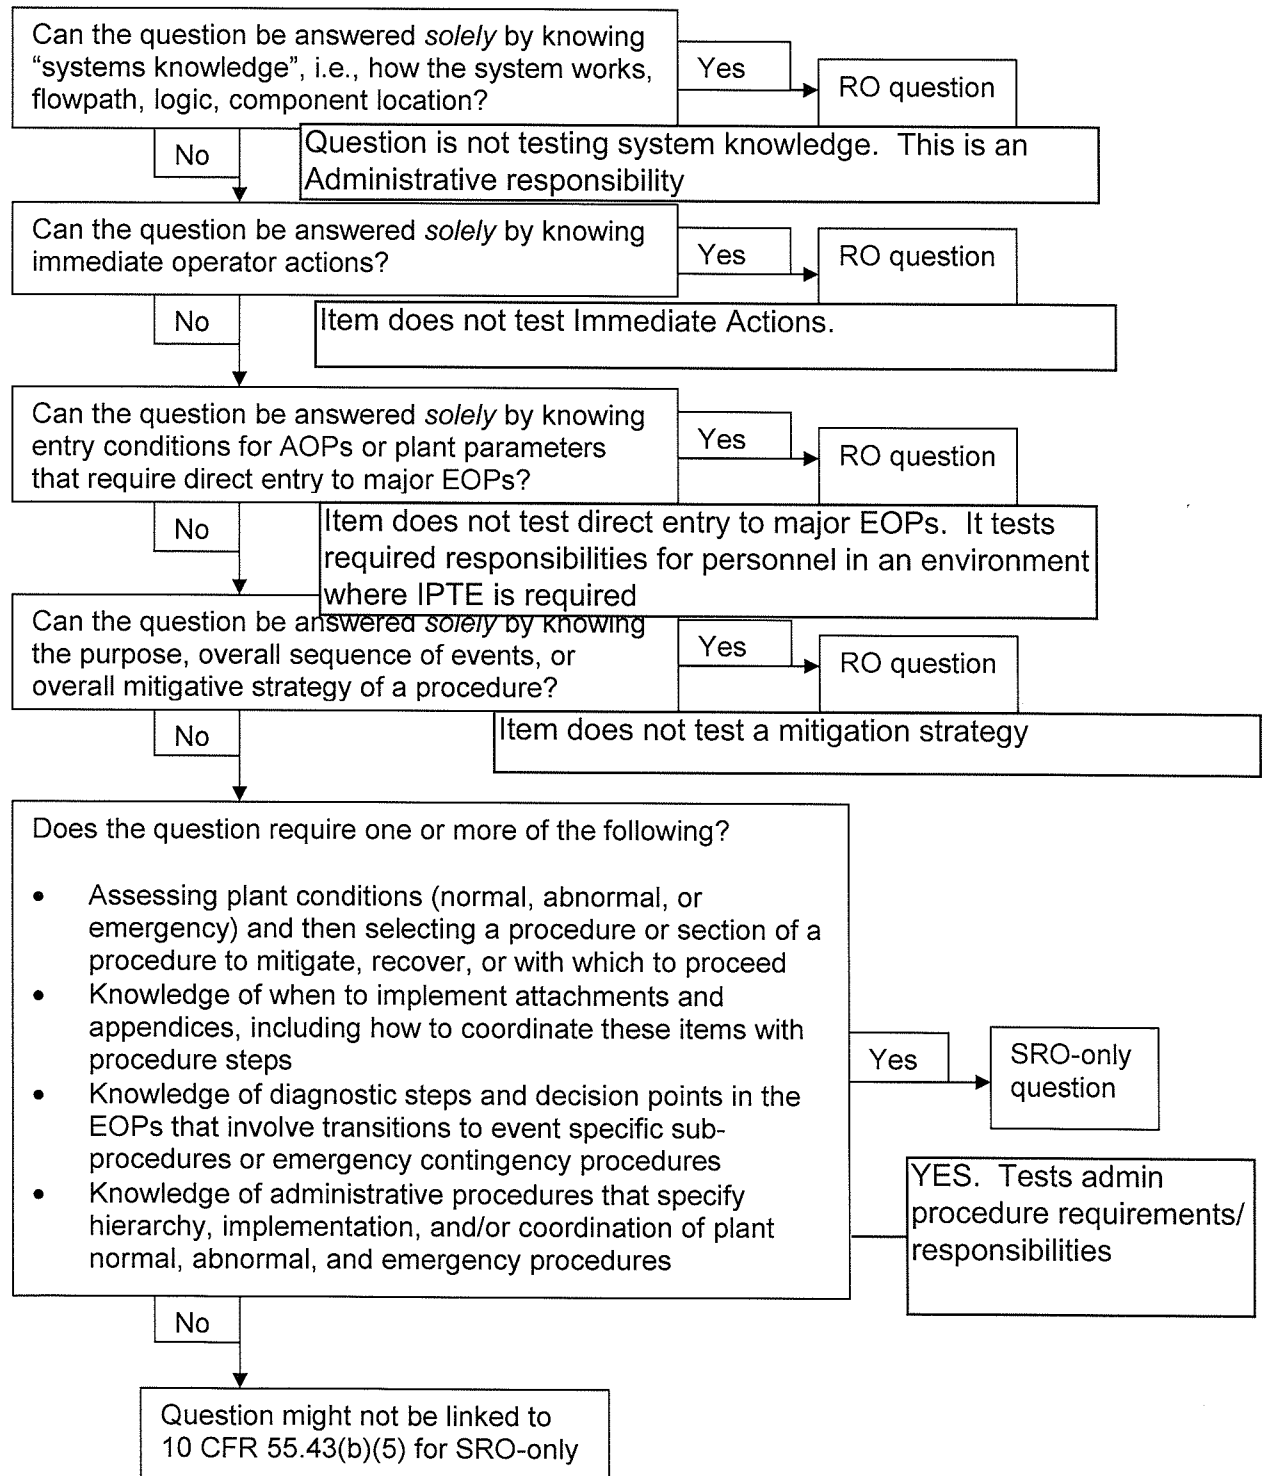 Can the question be answered solely by knowing
“systems knowledge”, i.e., how the system works,
flowpath, logic, component location?
Yes
RO question
No
Question is not testing system knowledge. This is an
Administrative responsibility
Can the question be answered solely by knowing
immediate operator actions?
Yes
RO question
No
Item does not test Immediate Actions.
Can the question be answered solely by knowing
entry conditions for AOPs or plant parameters
that require direct entry to major EOPs?
Yes
RO question
No
Item does not test direct entry to major EOPs. It tests
required responsibilities for personnel in an environment
where IPTE is required
Can the question be answered solely by knowing
the purpose, overall sequence of events, or
overall mitigative strategy of a procedure?
Yes
RO question
No
Item does not test a mitigation strategy
Does the question require one or more of the following?
• Assessing plant conditions (normal, abnormal, or
emergency) and then selecting a procedure or section of a
procedure to mitigate, recover, or with which to proceed
• Knowledge of when to implement attachments and
appendices, including how to coordinate these items with
procedure steps
• Knowledge of diagnostic steps and decision points in the
EOPs that involve transitions to event specific sub-
procedures or emergency contingency procedures
• Knowledge of administrative procedures that specify
hierarchy, implementation, and/or coordination of plant
normal, abnormal, and emergency procedures
Yes
SRO-only
question
YES. Tests admin
procedure requirements/
responsibilities
No
Question might not be linked to
10 CFR 55.43(b)(5) for SRO-only